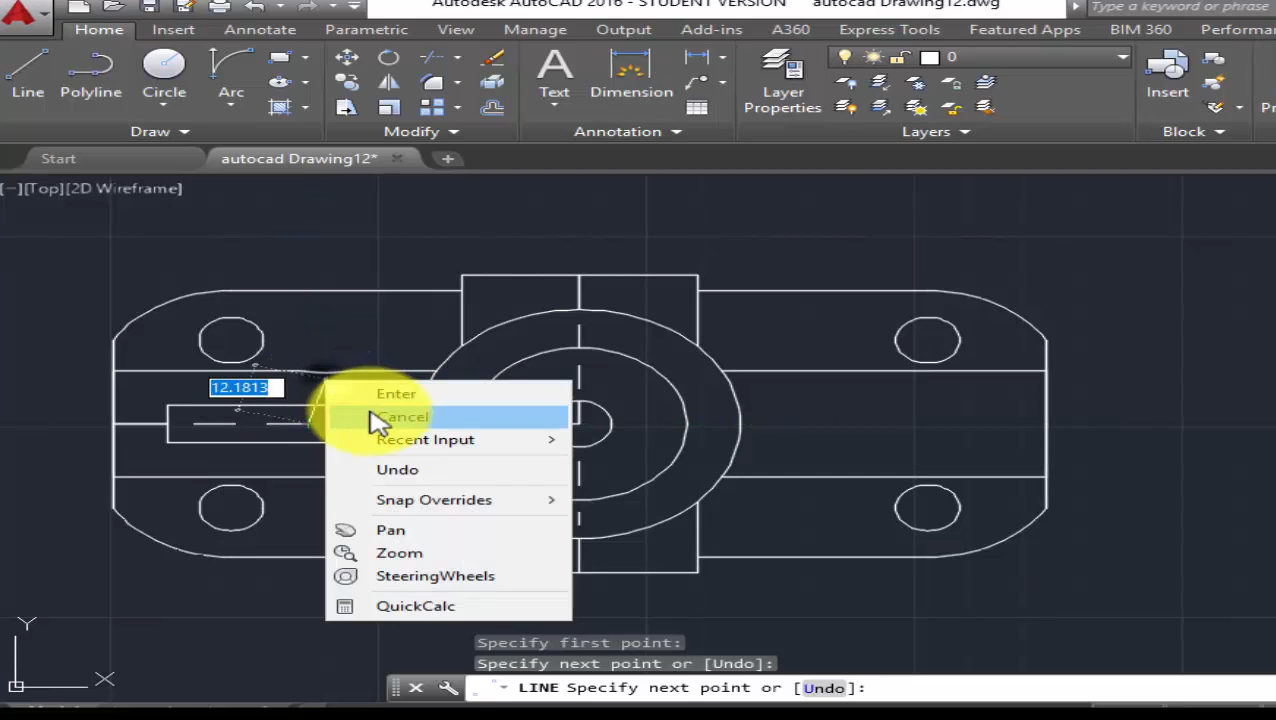 Autodesk AutoCAD 2016 - STUDENT VERSION autocad Drawing12.dwg
Type a keyword or phrase
Home Insert Annotate Parametric View Manage Output Add-ins A360 Express Tools Featured Apps BIM 360
0
Line Polyline Circle Arc Text Dimension Layer Properties Insert
Draw Modify Annotation Layers Block
Start autocad Drawing12*
[−][Top][2D Wireframe]
12.1813
Enter
Cancel
Recent Input
Undo
Snap Overrides
Pan
Zoom
SteeringWheels
QuickCalc
Y
X
Specify first point:
Specify next point or [Undo]:
LINE Specify next point or [Undo]: